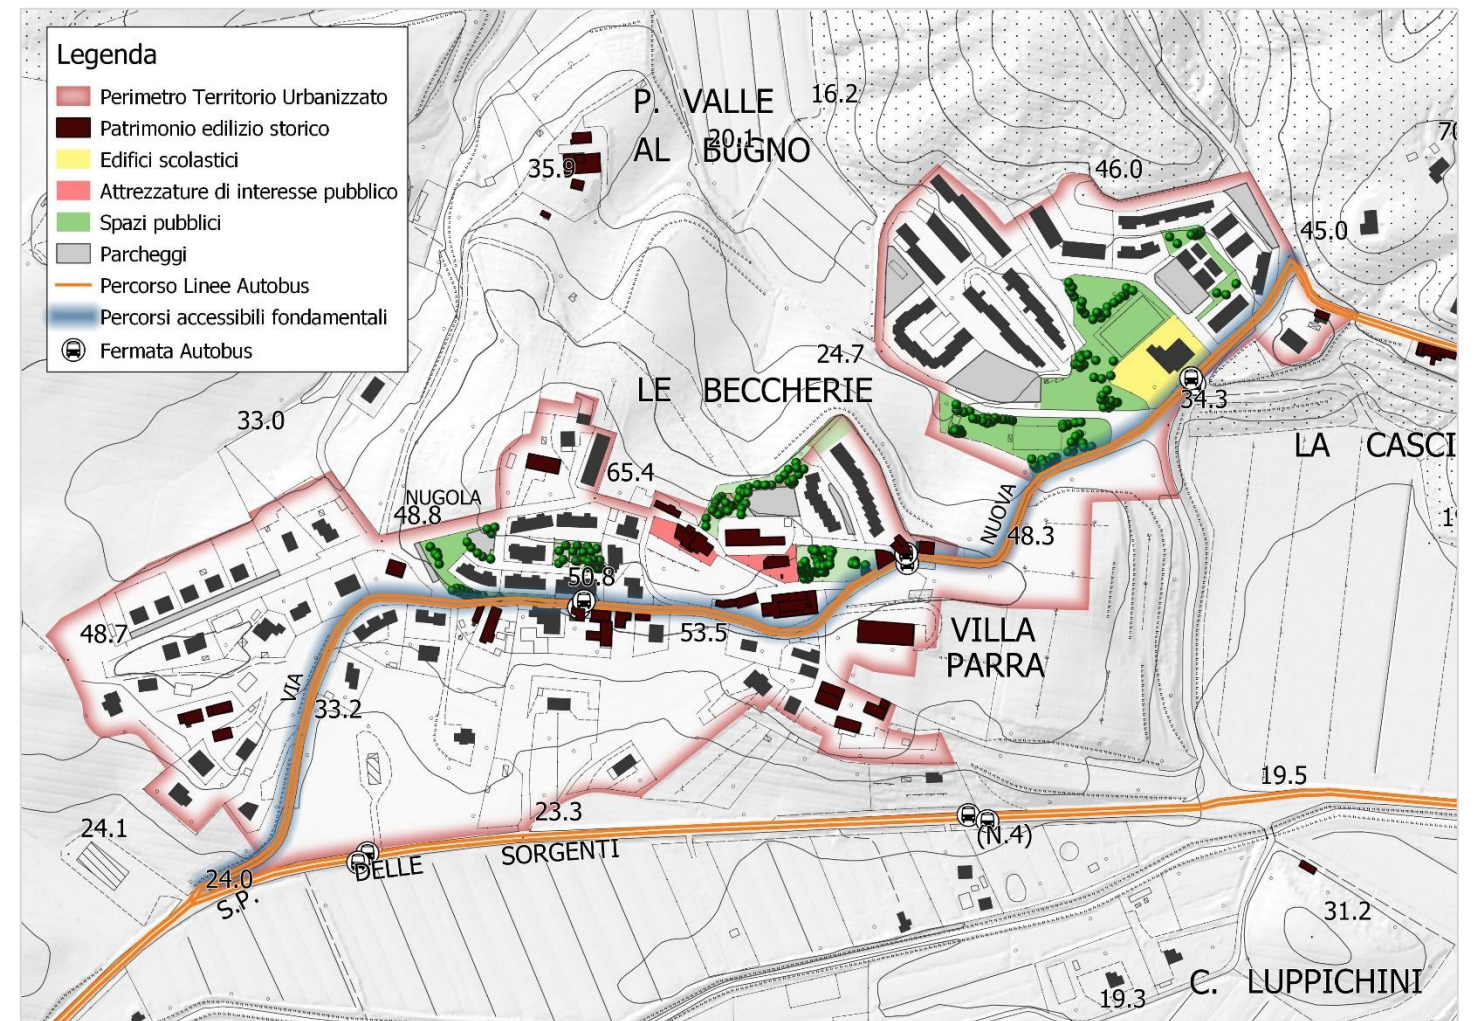 Legenda
Perimetro Territorio Urbanizzato
Patrimonio edilizio storico
Edifici scolastici
Attrezzature di interesse pubblico
Spazi pubblici
Parcheggi
Percorso Linee Autobus
Percorsi accessibili fondamentali
Fermata Autobus
P. VALLE
AL BUGNO
16.2
20.1
35.9
46.0
45.0
24.7
LE BECCHERIE
34.3
33.0
LA CASCI
65.4
NUGOLA
48.8
NUOVA
48.3
50.8
48.7
53.5
VILLA
PARRA
VIA
33.2
19.5
23.3
24.1
(N.4)
SORGENTI
DELLE
24.0
S.P.
31.2
C. LUPPICHINI
19.3